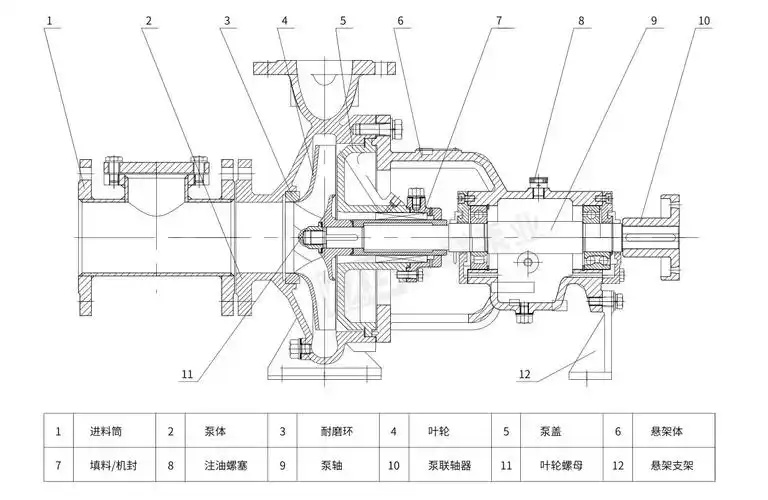 1 2 3 4 5 6 7 8 9 10
11 12
1 进料筒 2 泵体 3 耐磨环 4 叶轮 5 泵盖 6 悬架体
7 填料/机封 8 注油螺塞 9 泵轴 10 泵联轴器 11 叶轮螺母 12 悬架支架